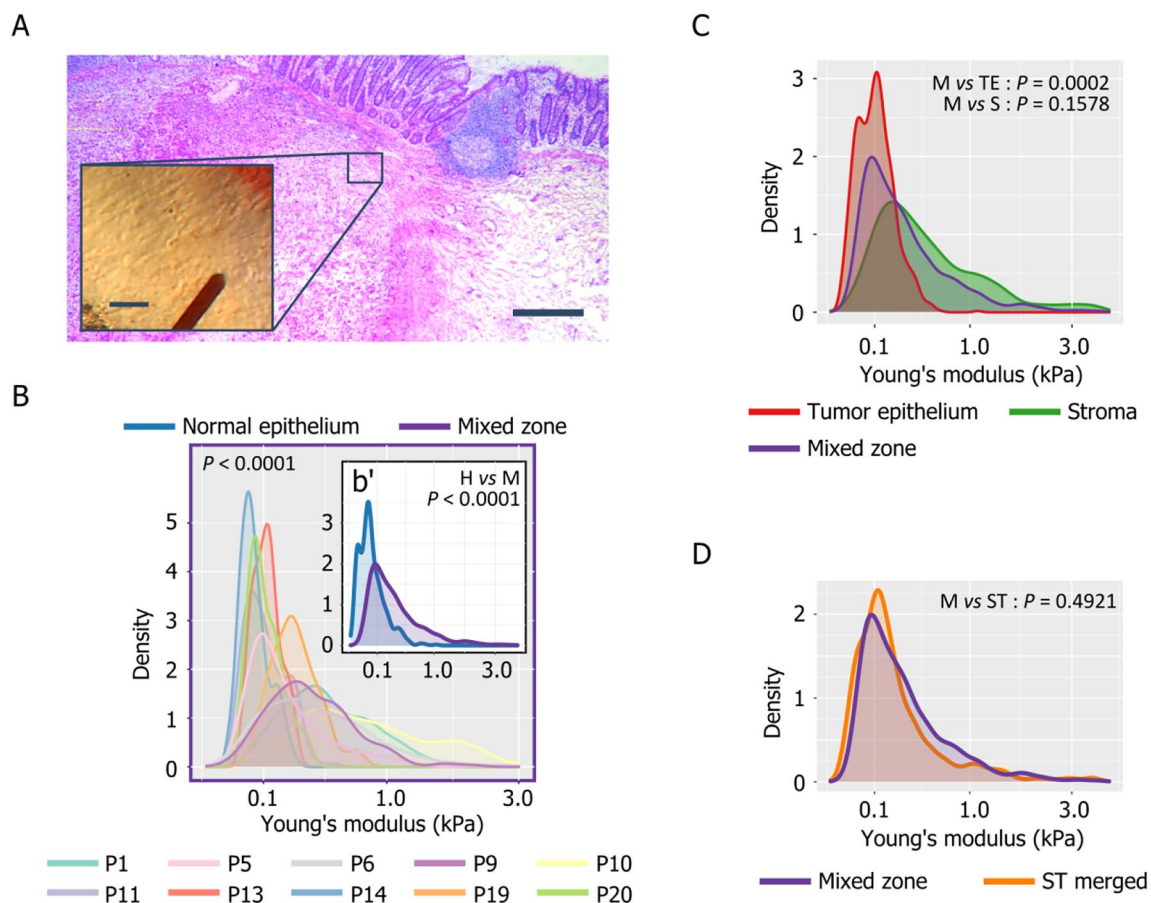 A
B
Normal epithelium
Mixed zone
P < 0.0001
b'
H vs M
P < 0.0001
3
2
1
0
0.1
1.0
3.0
5
4
3
2
1
0
Density
0.1
1.0
3.0
Young's modulus (kPa)
P1
P5
P6
P9
P10
P11
P13
P14
P19
P20
C
M vs TE : P = 0.0002
M vs S : P = 0.1578
3
2
1
0
Density
0.1
1.0
3.0
Young's modulus (kPa)
Tumor epithelium
Stroma
Mixed zone
D
M vs ST : P = 0.4921
2
1
0
Density
0.1
1.0
3.0
Young's modulus (kPa)
Mixed zone
ST merged